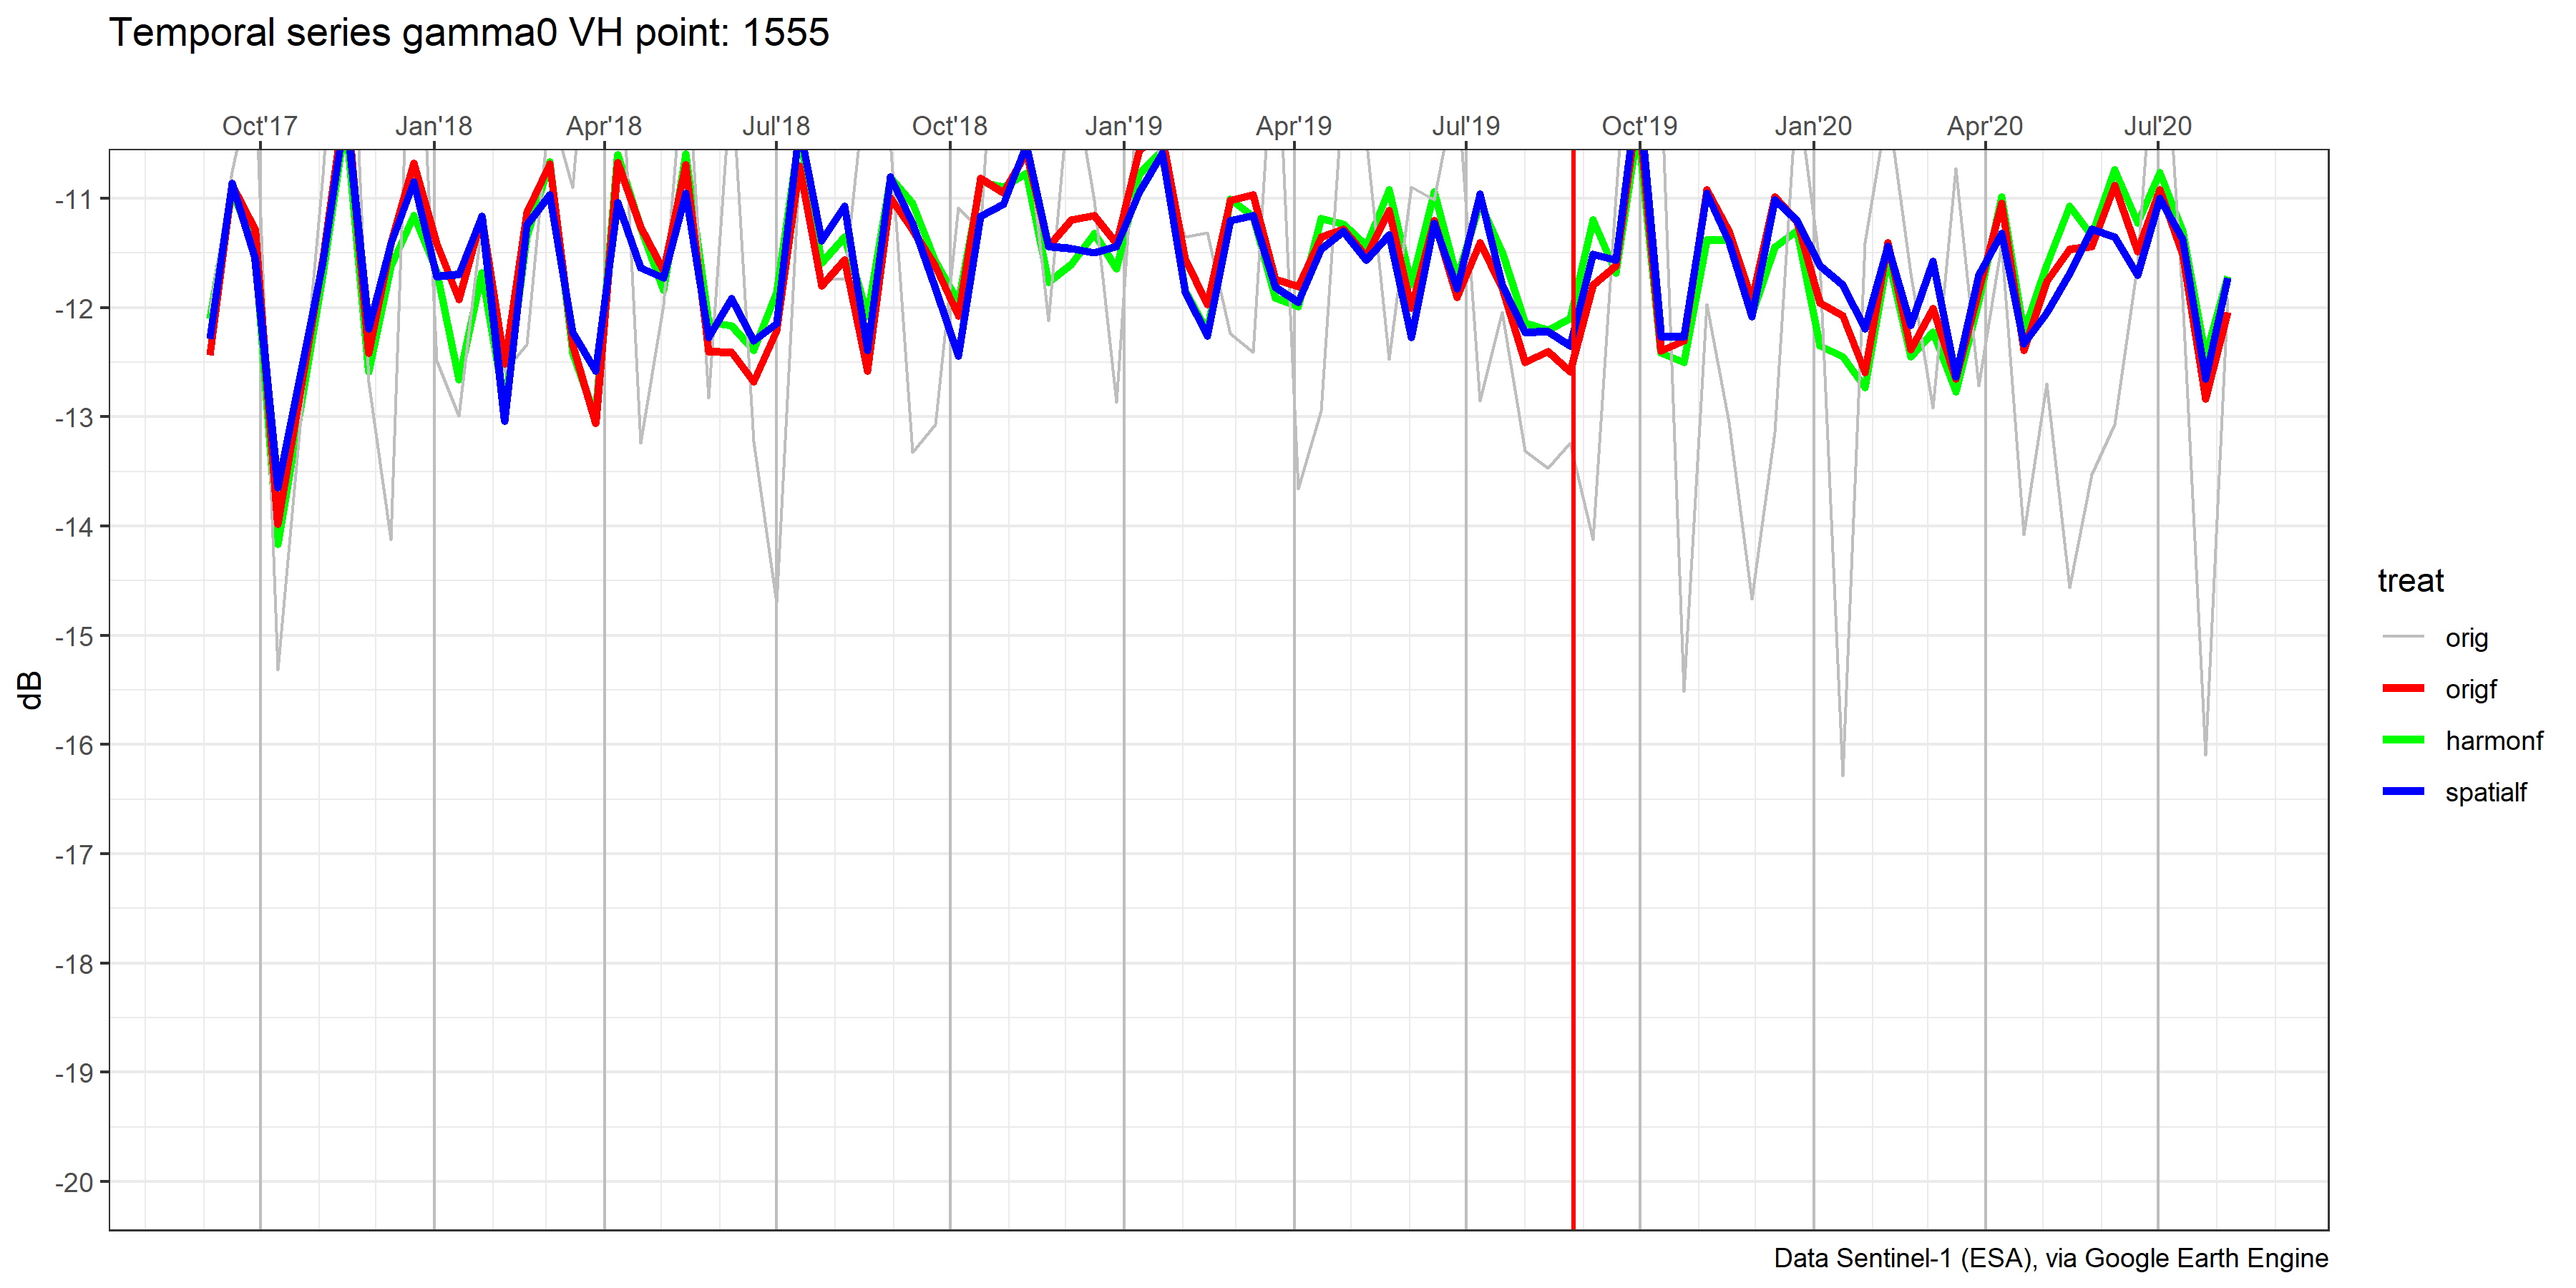 Temporal series gamma0 VH point: 1555
Oct'17 Jan'18 Apr'18 Jul'18 Oct'18 Jan'19 Apr'19 Jul'19 Oct'19 Jan'20 Apr'20 Jul'20
-11
-12
-13
-14
-15
-16
-17
-18
-19
-20
dB
treat
orig
origf
harmonf
spatialf
Data Sentinel-1 (ESA), via Google Earth Engine